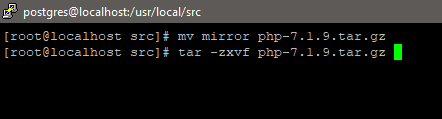 postgres@localhost:/usr/local/src
[root@localhost src]# mv mirror php-7.1.9.tar.gz
[root@localhost src]# tar -zxvf php-7.1.9.tar.gz